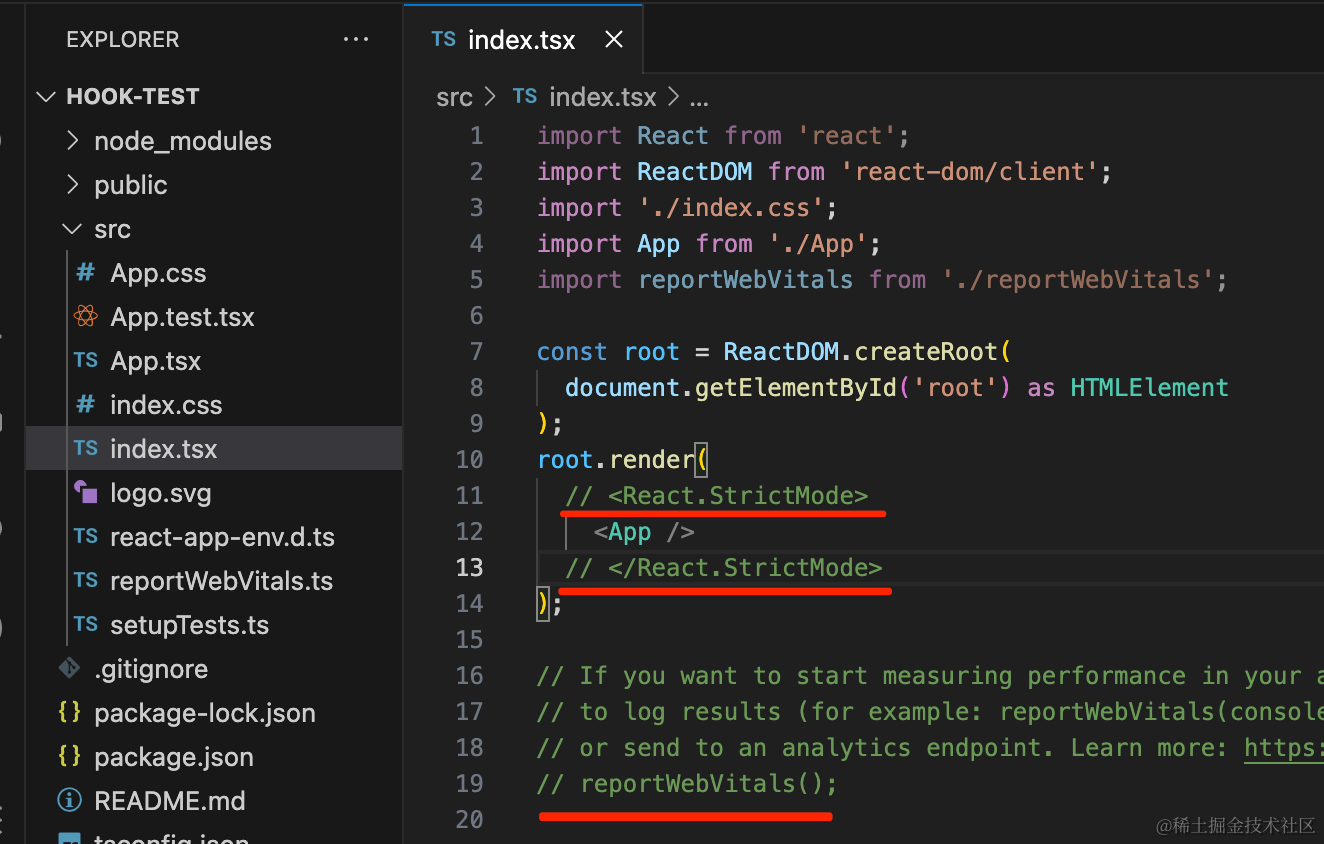 EXPLORER
HOOK-TEST
node_modules
public
src
App.css
App.test.tsx
App.tsx
index.css
index.tsx
logo.svg
react-app-env.d.ts
reportWebVitals.ts
setupTests.ts
.gitignore
package-lock.json
package.json
README.md
tsconfig.json
TS index.tsx
src > TS index.tsx > ...
1 import React from 'react';
2 import ReactDOM from 'react-dom/client';
3 import './index.css';
4 import App from './App';
5 import reportWebVitals from './reportWebVitals';
6
7 const root = ReactDOM.createRoot(
8 document.getElementById('root') as HTMLElement
9 );
10 root.render(
11 // <React.StrictMode>
12 <App />
13 // </React.StrictMode>
14 );
15
16 // If you want to start measuring performance in your a
17 // to log results (for example: reportWebVitals(console
18 // or send to an analytics endpoint. Learn more: https:
19 // reportWebVitals();
20
@稀土掘金技术社区